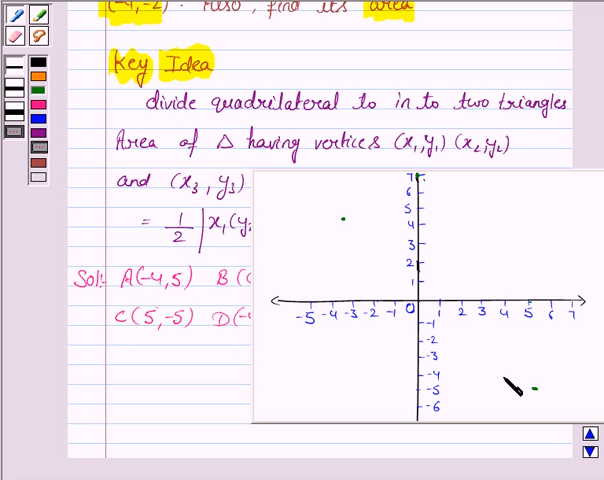 (-4,-2). Also, find its area
Key Idea
divide quadrilateral to in to two triangles
Area of Δ having vertices (x₁,y₁) (x₂,y₂)
and (x₃, y₃)
= 1/2 | x₁(y₂
Sol:- A(-4,5) B(
C(5,-5) D(-4
7
6
5
4
3
2
1
-5 -4 -3 -2 -1 0 1 2 3 4 5 6 7
-1
-2
-3
-4
-5
-6